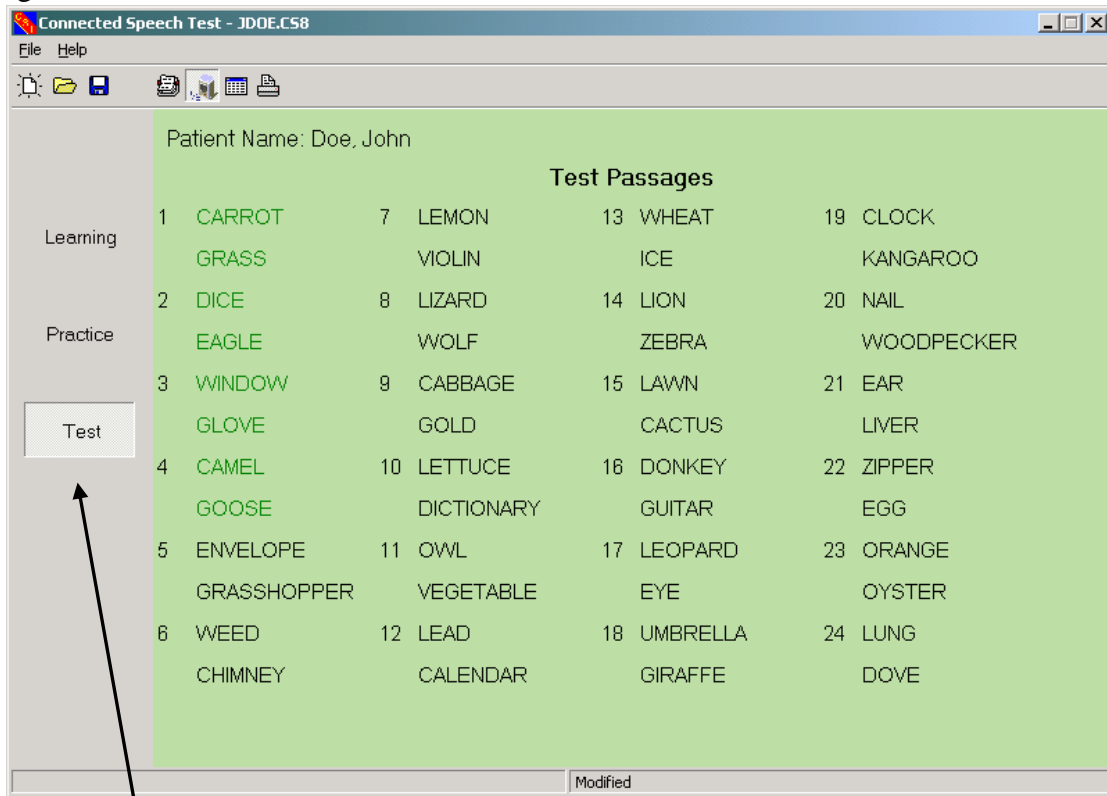 Connected Speech Test - JDOE.CS8
File Help
Patient Name: Doe, John
Test Passages
1 CARROT 7 LEMON 13 WHEAT 19 CLOCK
Learning
GRASS VIOLIN ICE KANGAROO
2 DICE 8 LIZARD 14 LION 20 NAIL
Practice
EAGLE WOLF ZEBRA WOODPECKER
3 WINDOW 9 CABBAGE 15 LAWN 21 EAR
Test
GLOVE GOLD CACTUS LIVER
4 CAMEL 10 LETTUCE 16 DONKEY 22 ZIPPER
GOOSE DICTIONARY GUITAR EGG
5 ENVELOPE 11 OWL 17 LEOPARD 23 ORANGE
GRASSHOPPER VEGETABLE EYE OYSTER
6 WEED 12 LEAD 18 UMBRELLA 24 LUNG
CHIMNEY CALENDAR GIRAFFE DOVE
Modified